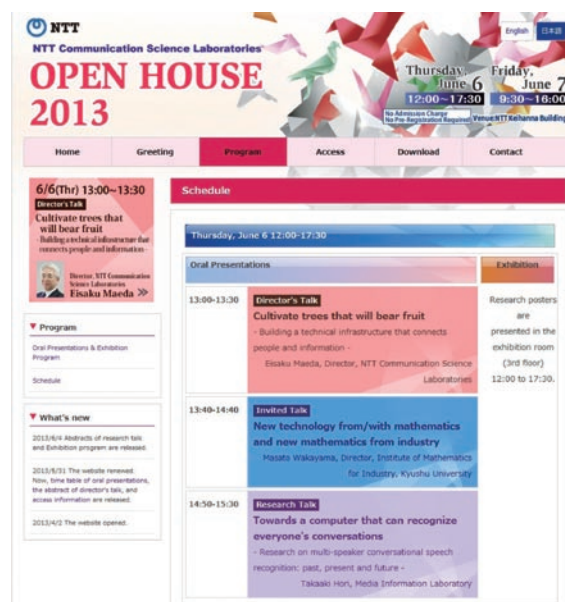 NTT
English
日本語
NTT Communication Science Laboratories
OPEN HOUSE
2013
Thursday,
June 6
12:00~17:30
Friday,
June 7
9:30~16:00
No Admission Charge
No Pre-Registration Required
Venue:NTT Keihanna Building
Home
Greeting
Program
Access
Download
Contact
6/6(Thr) 13:00~13:30
Director's Talk
Cultivate trees that
will bear fruit
- Building a technical infrastructure that
connects people and information -
Director, NTT Communication
Science Laboratories
Eisaku Maeda >>
▼ Program
Oral Presentations & Exhibition
Program
Schedule
▼ What's new
2013/6/4 Abstracts of research talk
and Exhibition program are released.
2013/5/31 The website renewed.
Now, time table of oral presentations,
the abstract of director's talk, and
access information are released.
2013/4/2 The website opened.
Schedule
Thursday, June 6 12:00-17:30
Oral Presentations
Exhibition
13:00-13:30
Director's Talk
Cultivate trees that will bear fruit
- Building a technical infrastructure that connects
people and information -
Eisaku Maeda, Director, NTT Communication Science
Laboratories
Research posters
are
presented in the
exhibition room
(3rd floor)
12:00 to 17:30.
13:40-14:40
Invited Talk
New technology from/with mathematics
and new mathematics from industry
Masato Wakayama, Director, Institute of Mathematics
for Industry, Kyushu University
14:50-15:30
Research Talk
Towards a computer that can recognize
everyone's conversations
- Research on multi-speaker conversational speech
recognition: past, present and future -
Takaaki Hori, Media Information Laboratory